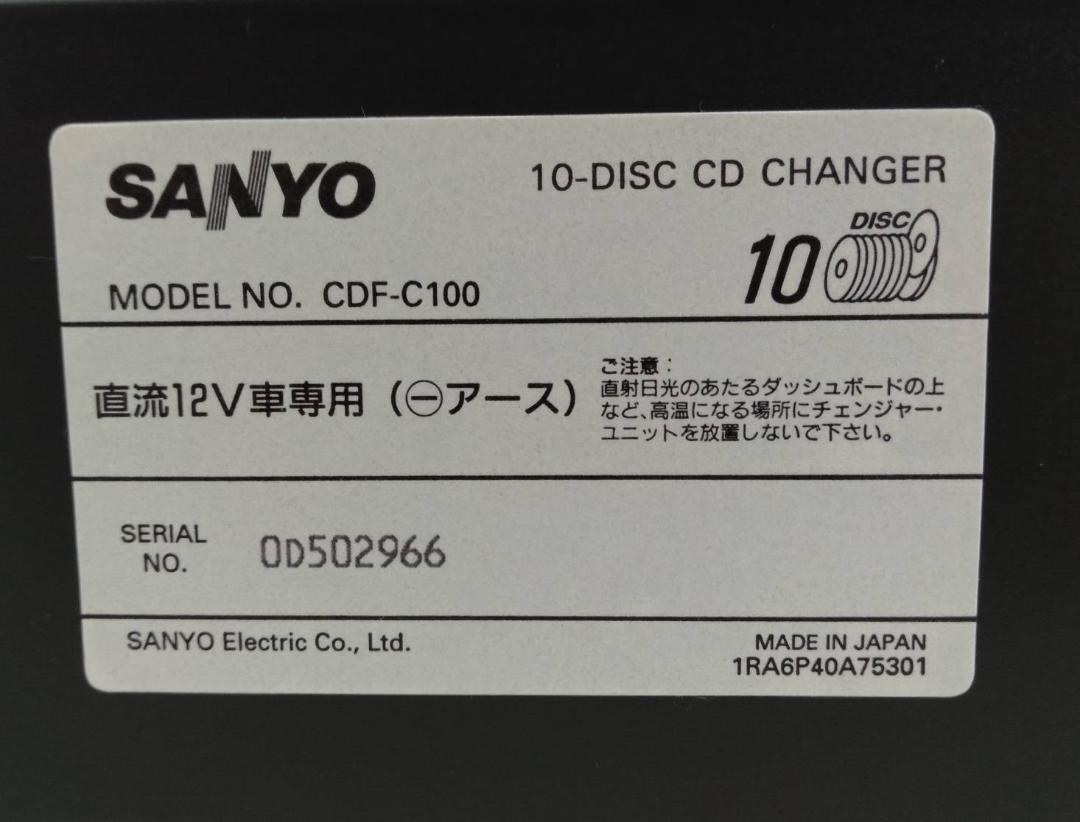 SANYO
10-DISC CD CHANGER
DISC
10
MODEL NO. CDF-C100
直流12V車専用(⊖アース)
ご注意:
直射日光のあたるダッシュボードの上
など、高温になる場所にチェンジャー・
ユニットを放置しないで下さい。
SERIAL
NO.
0D502966
SANYO Electric Co., Ltd.
MADE IN JAPAN
1RA6P40A75301